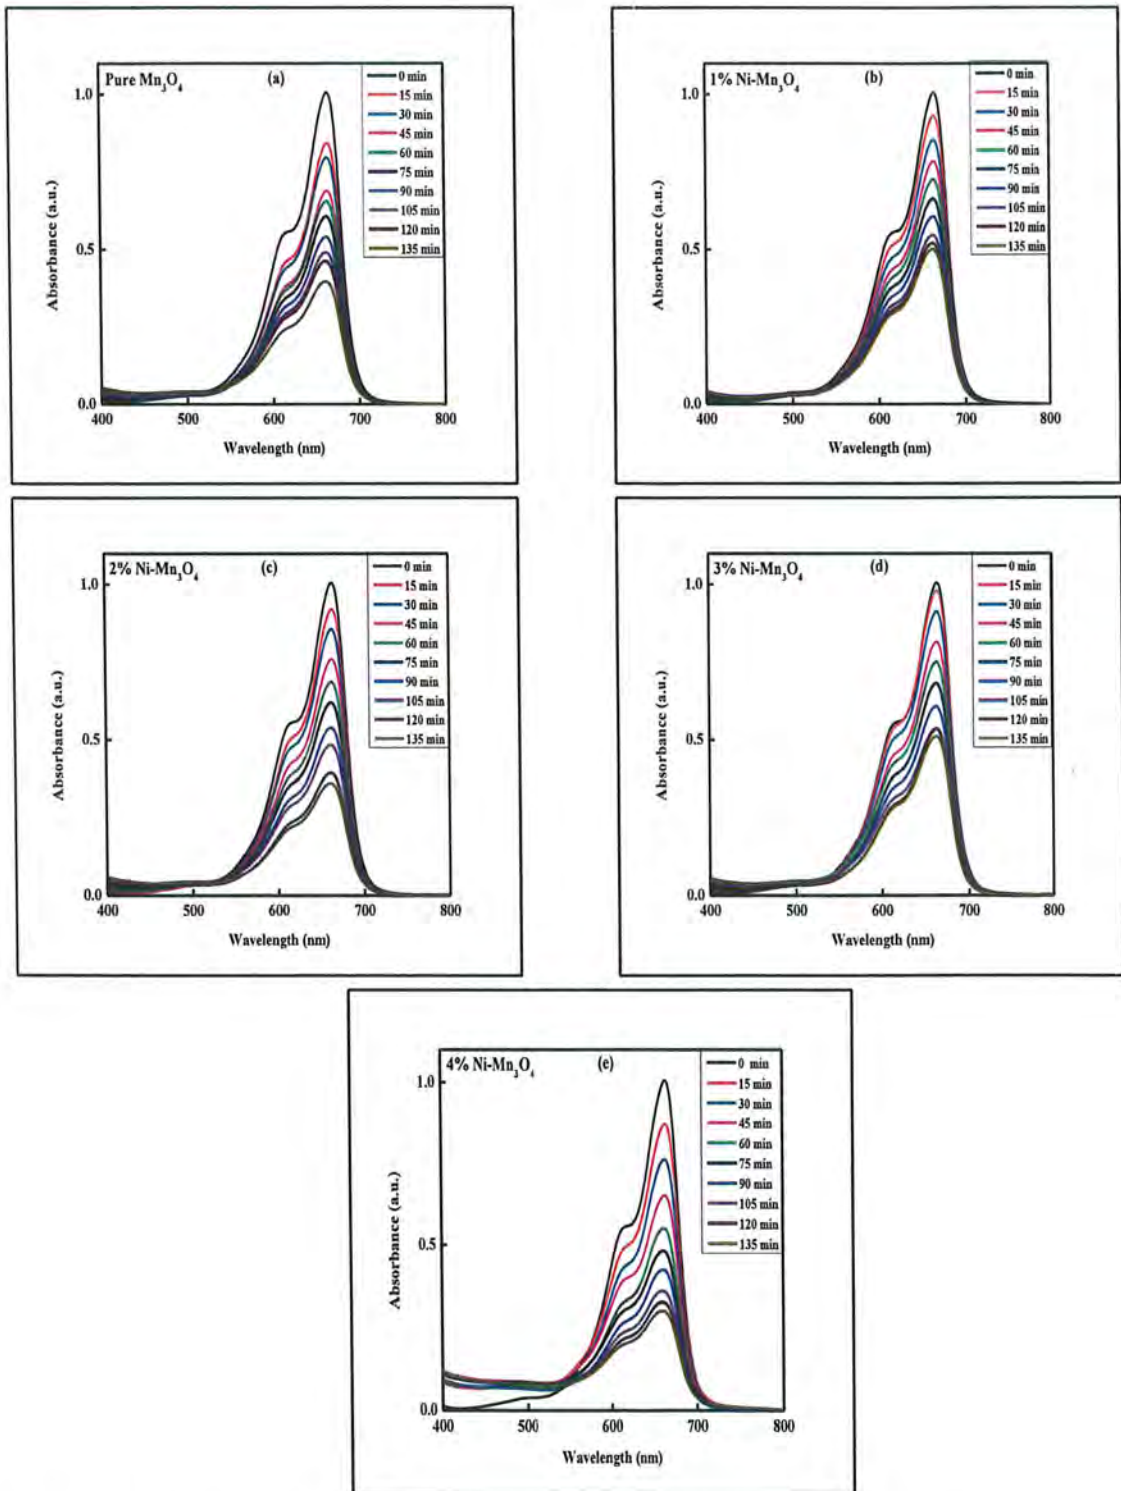 Pure Mn₃O₄ (a)
0 min
15 min
30 min
45 min
60 min
75 min
90 min
105 min
120 min
135 min
1.0
0.5
0.0
Absorbance (a.u.)
400 500 600 700 800
Wavelength (nm)
1% Ni-Mn₃O₄ (b)
0 min
15 min
30 min
45 min
60 min
75 min
90 min
105 min
120 min
135 min
1.0
0.5
0.0
Absorbance (a.u.)
400 500 600 700 800
Wavelength (nm)
2% Ni-Mn₃O₄ (c)
0 min
15 min
30 min
45 min
60 min
75 min
90 min
105 min
120 min
135 min
1.0
0.5
0.0
Absorbance (a.u.)
400 500 600 700 800
Wavelength (nm)
3% Ni-Mn₃O₄ (d)
0 min
15 min
30 min
45 min
60 min
75 min
90 min
105 min
120 min
135 min
1.0
0.5
0.0
Absorbance (a.u.)
400 500 600 700 800
Wavelength (nm)
4% Ni-Mn₃O₄ (e)
0 min
15 min
30 min
45 min
60 min
75 min
90 min
105 min
120 min
135 min
1.0
0.5
0.0
Absorbance (a.u.)
400 500 600 700 800
Wavelength (nm)